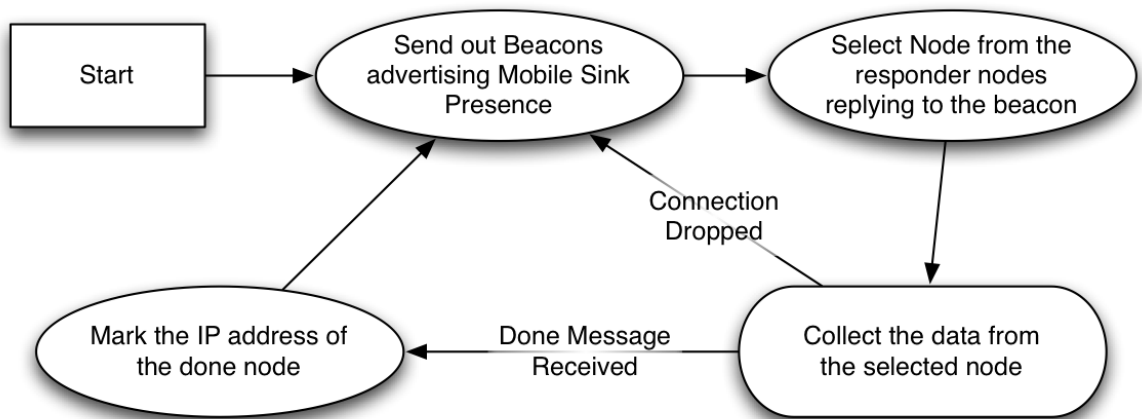 Start
Send out Beacons
advertising Mobile Sink
Presence
Select Node from the
responder nodes
replying to the beacon
Connection
Dropped
Mark the IP address of
the done node
Done Message
Received
Collect the data from
the selected node